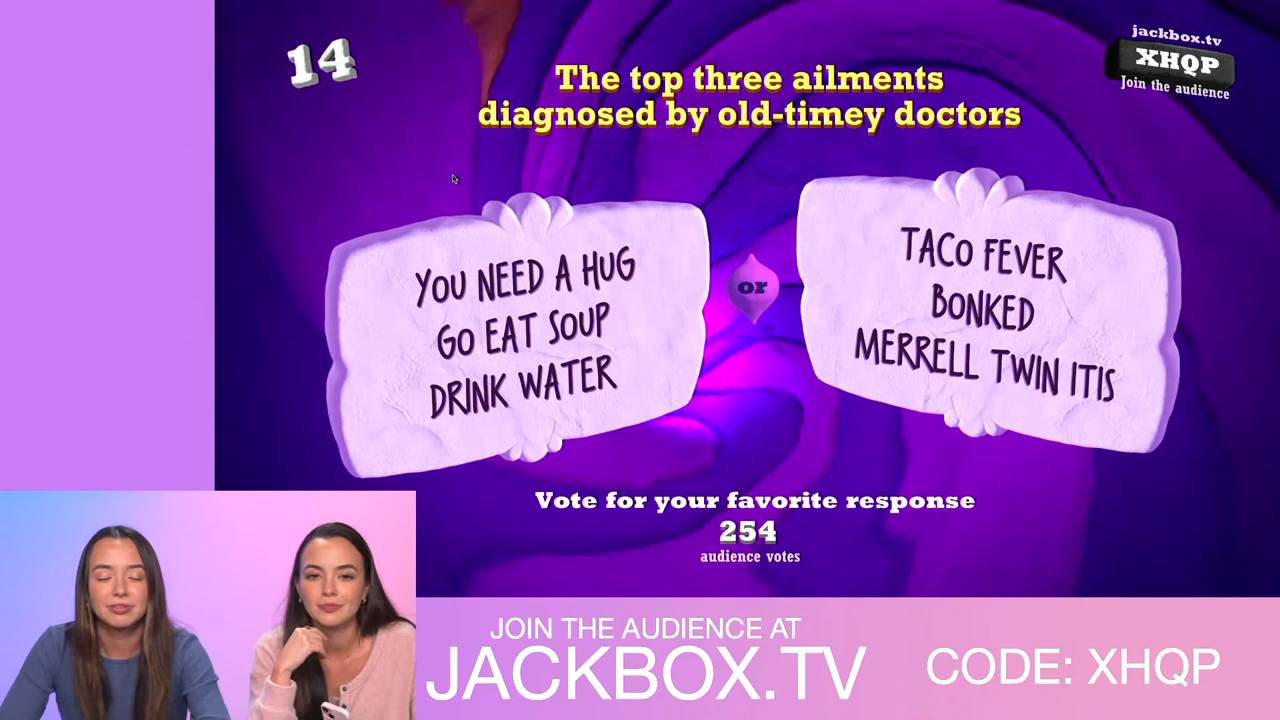 14
jackbox.tv
XHQP
Join the audience
The top three ailments
diagnosed by old-timey doctors
YOU NEED A HUG
GO EAT SOUP
DRINK WATER
or
TACO FEVER
BONKED
MERRELL TWIN ITIS
Vote for your favorite response
254
audience votes
JOIN THE AUDIENCE AT
JACKBOX.TV
CODE: XHQP